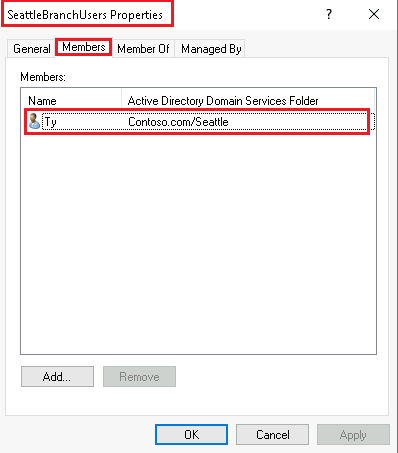 SeattleBranchUsers Properties ?
General Members Member Of Managed By
Members:
Name Active Directory Domain Services Folder
Ty Contoso.com/Seattle
Add... Remove
OK Cancel Apply